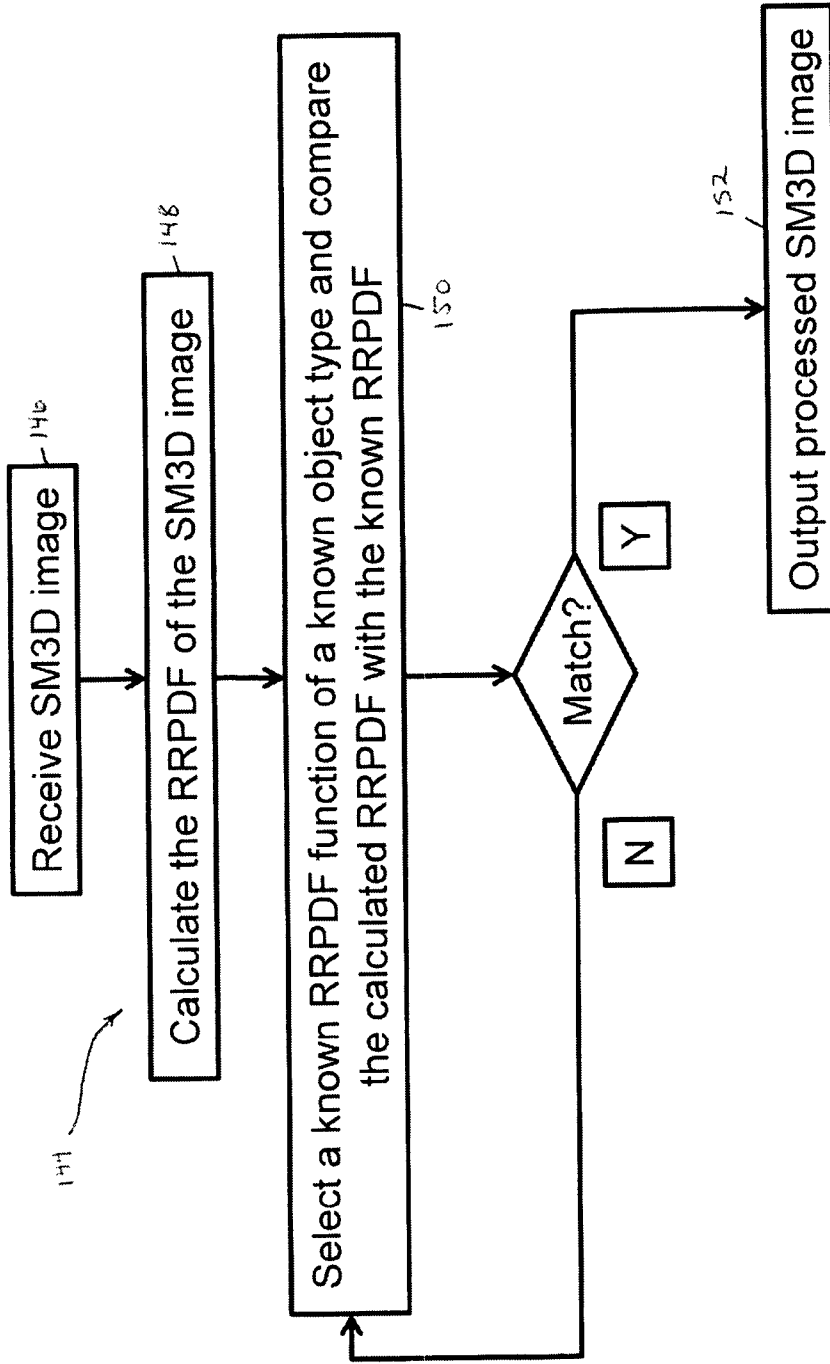 144
Receive SM3D image
146
Calculate the RRPDF of the SM3D image
148
Select a known RRPDF function of a known object type and compare
the calculated RRPDF with the known RRPDF
150
Match?
N
Y
152
Output processed SM3D image